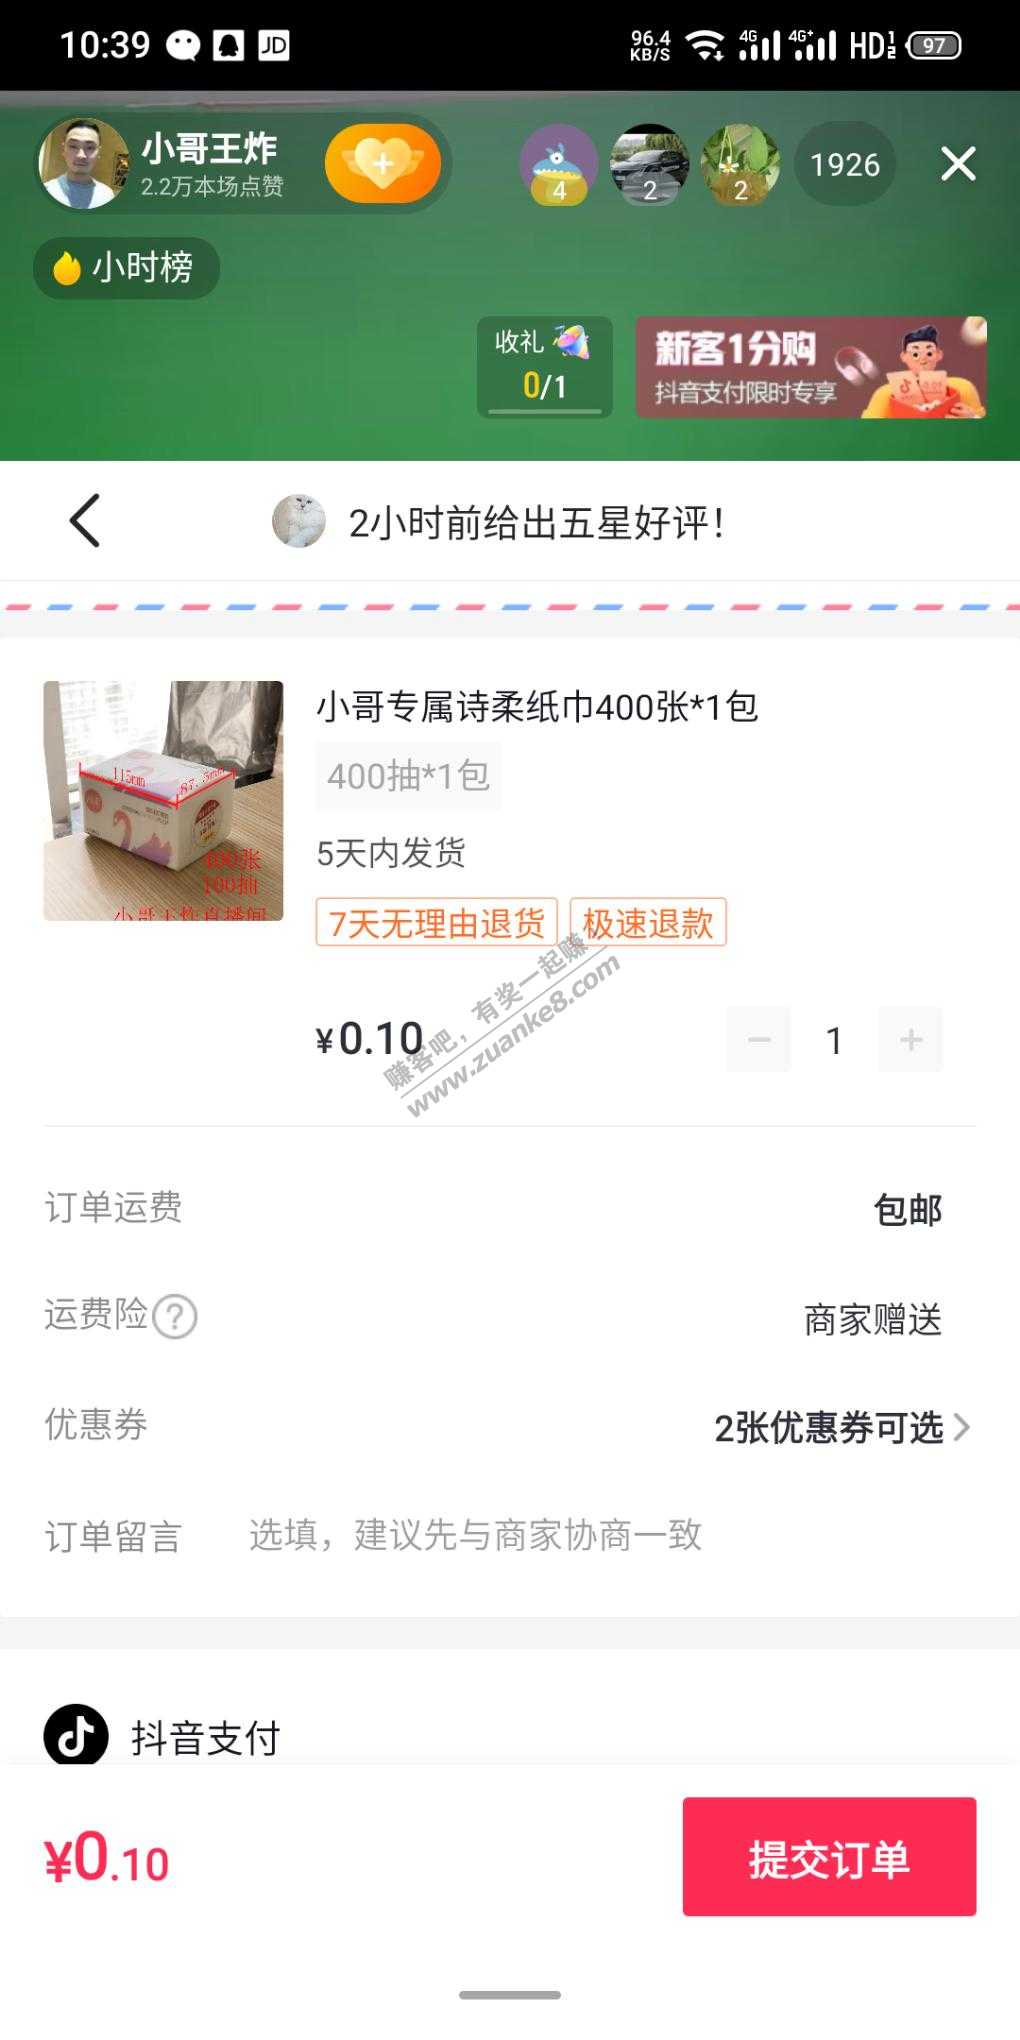 10:39 JD 96.4 KB/S 4G 4G+ HD 1 2 97
小哥王炸
2.2万本场点赞
4 2 2 1926
小时榜
收礼
0/1
新客1分购
抖音支付限时专享
2小时前给出五星好评!
115mm
87.5mm
400张
100抽
小哥王炸直播间
小哥专属诗柔纸巾400张*1包
400抽*1包
5天内发货
7天无理由退货 极速退款
¥0.10 1
赚客吧,有奖一起赚!
www.zuanke8.com
订单运费 包邮
运费险? 商家赠送
优惠券 2张优惠券可选
订单留言 选填,建议先与商家协商一致
抖音支付
¥0.10 提交订单